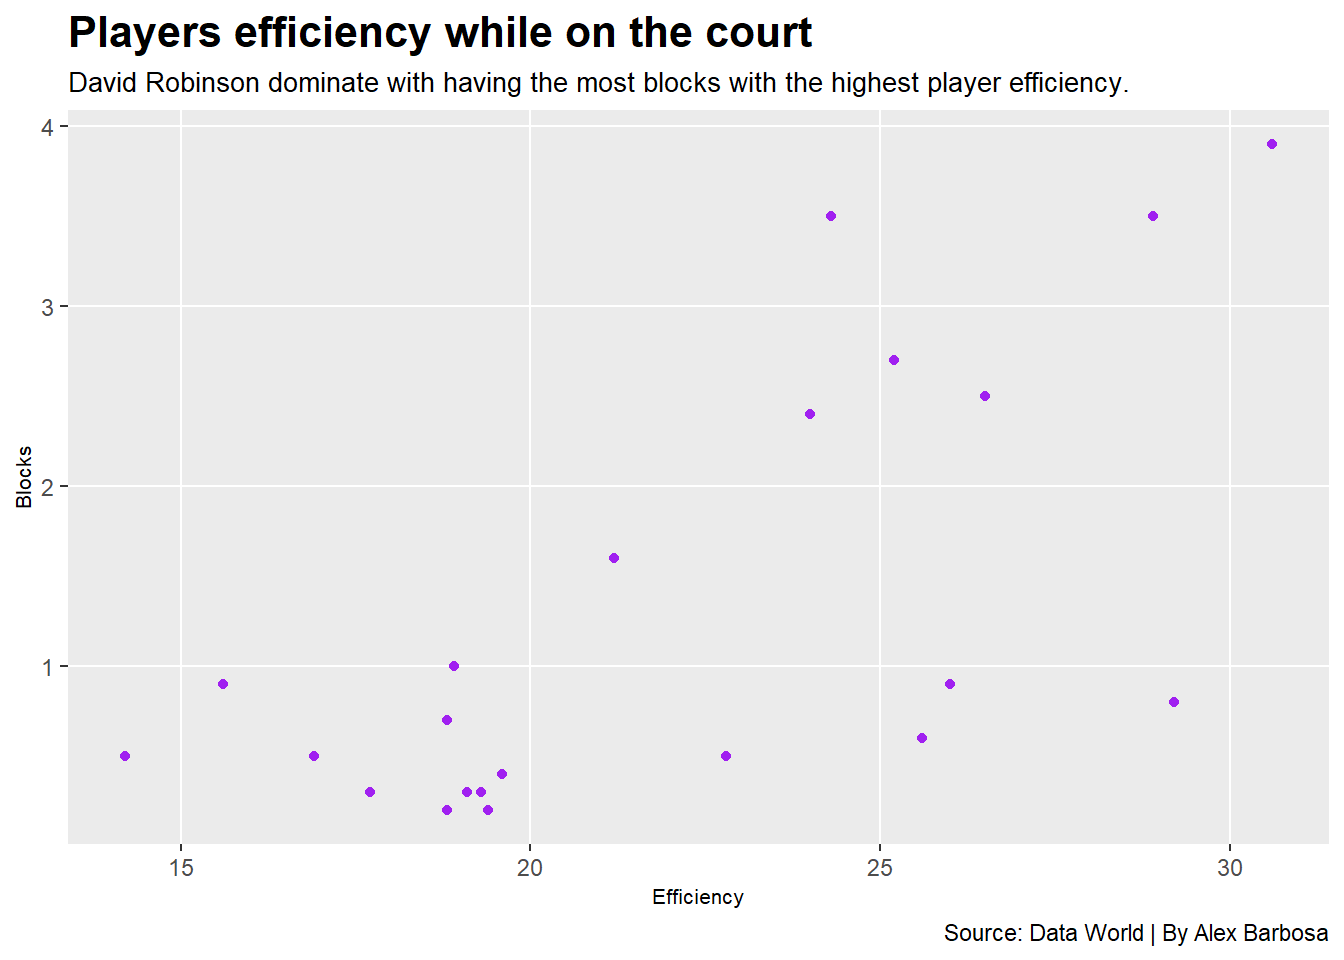 Players efficiency while on the court
David Robinson dominate with having the most blocks with the highest player efficiency.
4
3
2
1
Blocks
15 20 25 30
Efficiency
Source: Data World | By Alex Barbosa